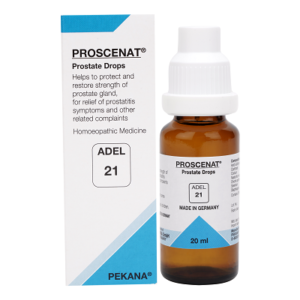 PROSCENAT®
Prostate Drops
Helps to protect and
restore strength of
prostate gland,
for relief of prostatitis
symptoms and other
related complaints
Homoeopathic Medicine
ADEL
21
PEKANA®
PROSCENAT®
Prostate Drops
ADEL
21
MADE IN GERMANY
20 ml